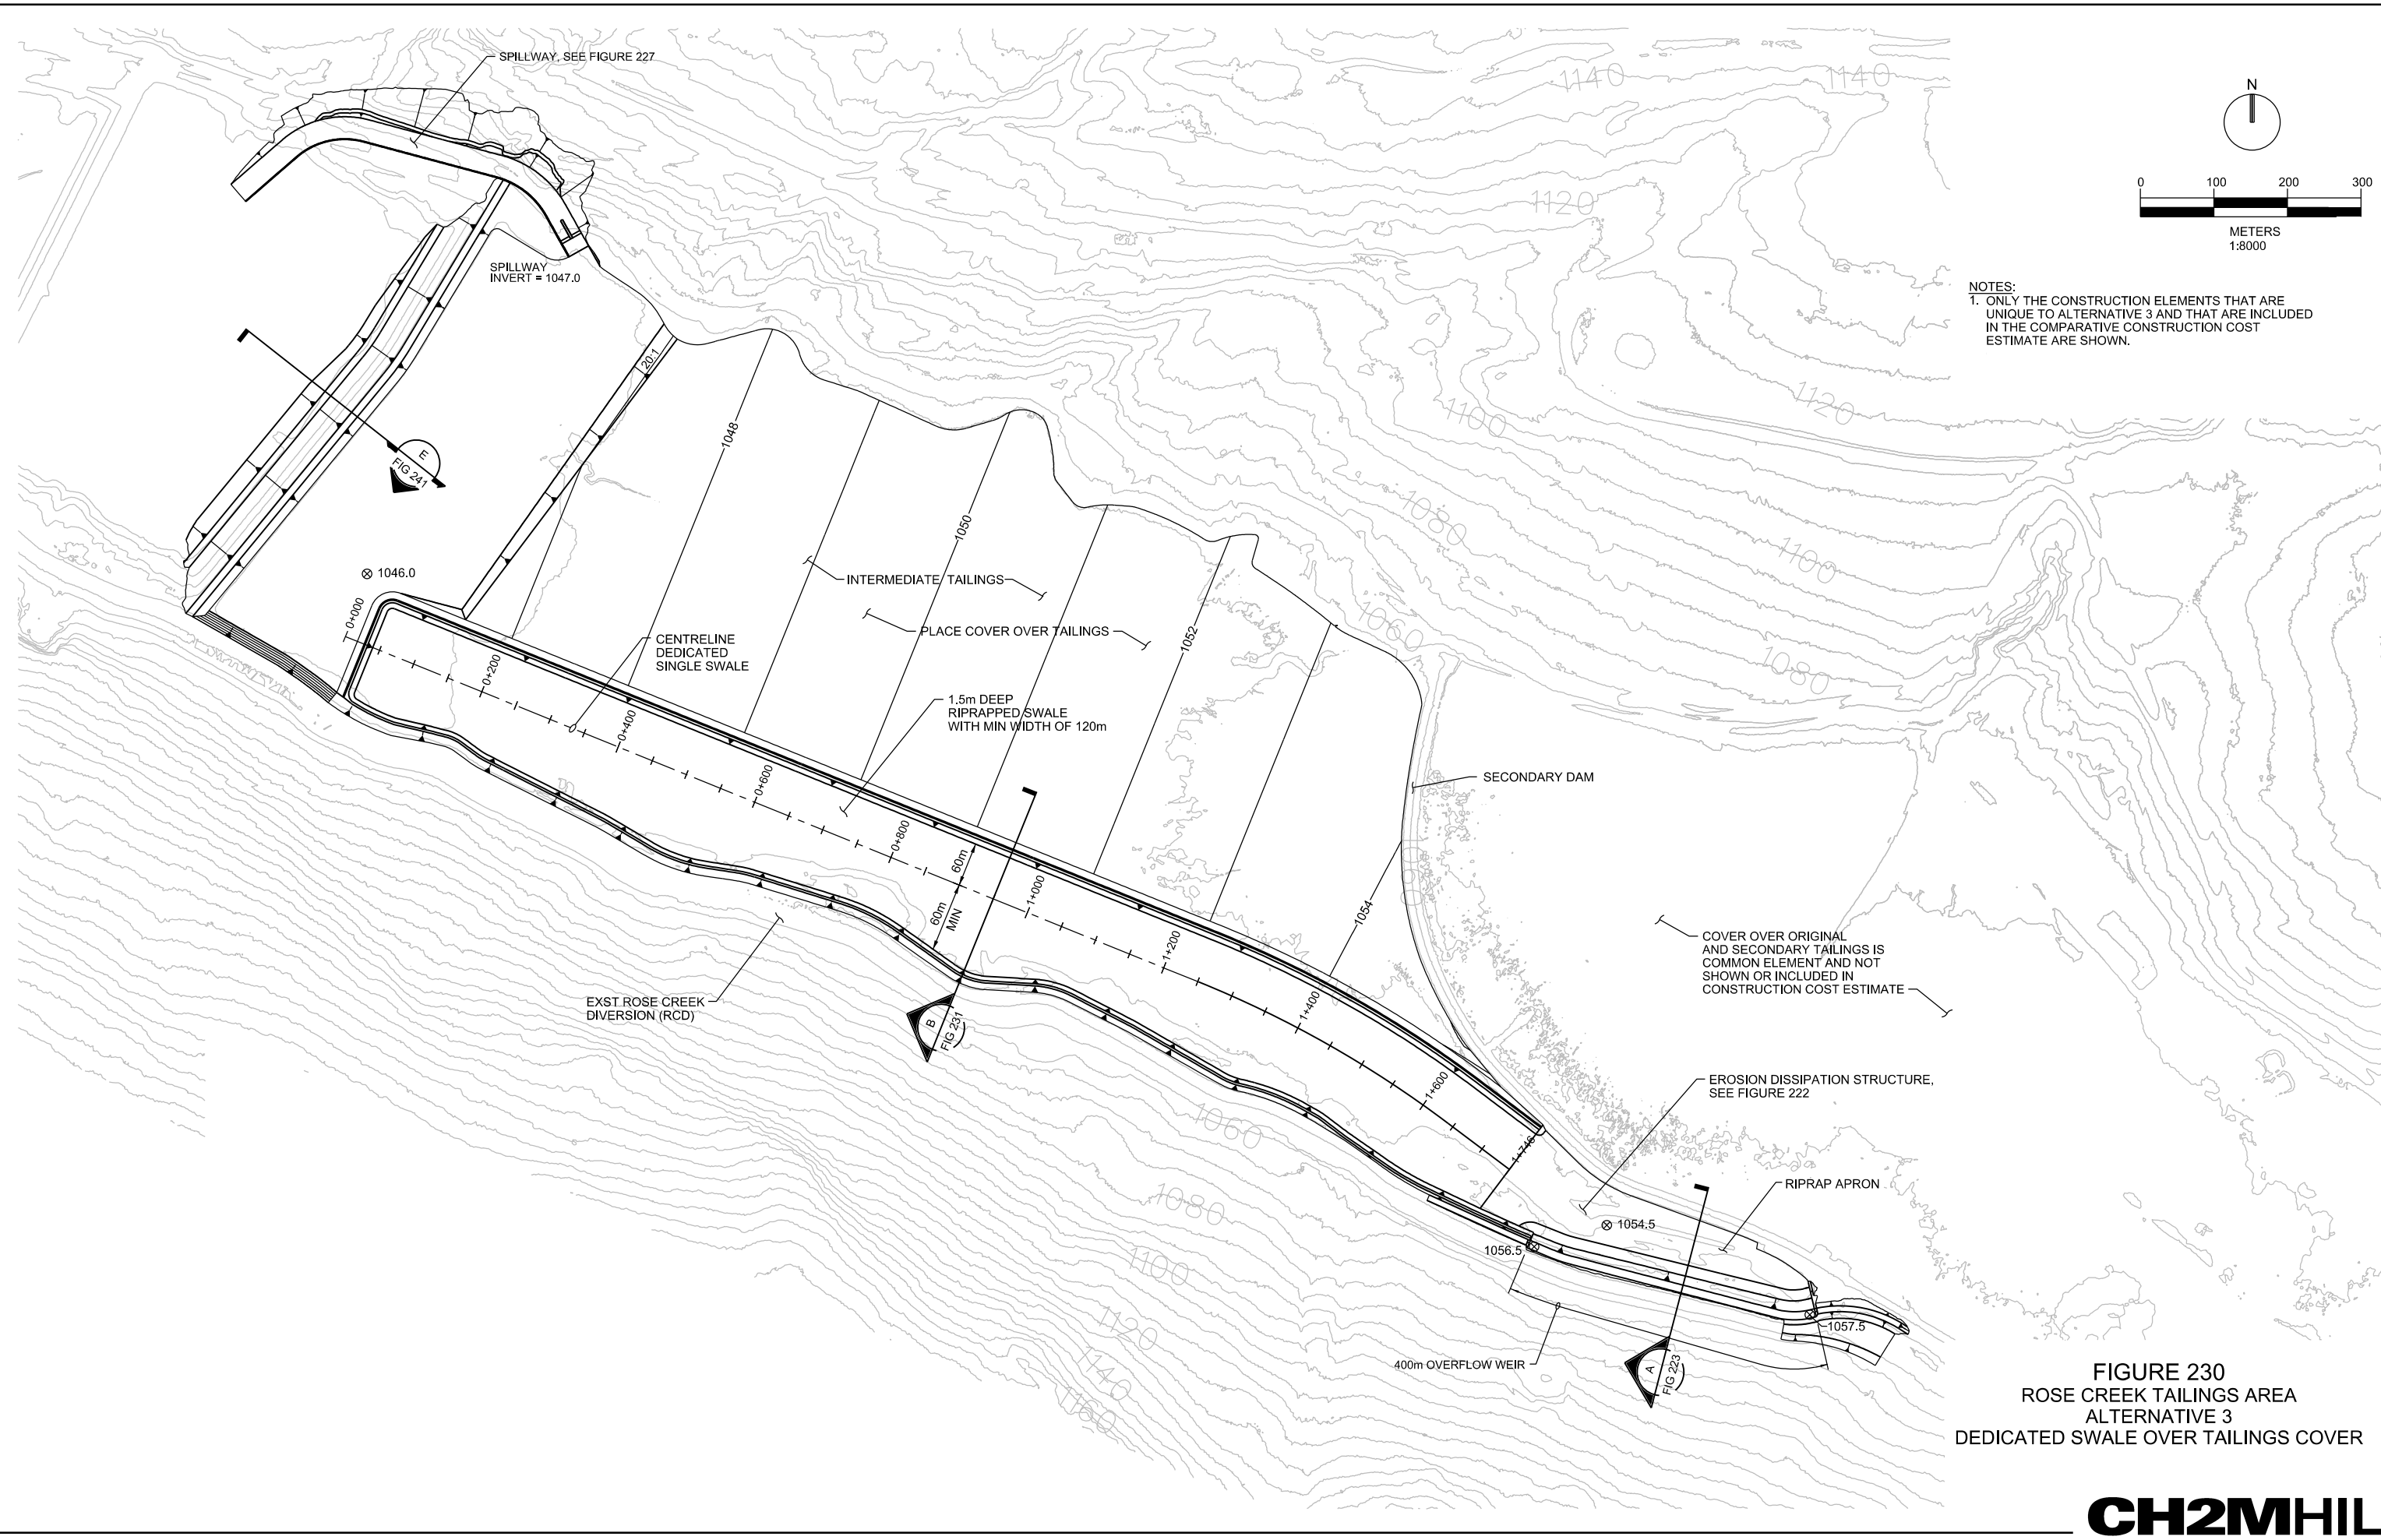 SPILLWAY, SEE FIGURE 227
1140
1140
N
0 100 200 300
METERS
1:8000
1120
SPILLWAY
INVERT = 1047.0
NOTES:
1. ONLY THE CONSTRUCTION ELEMENTS THAT ARE
UNIQUE TO ALTERNATIVE 3 AND THAT ARE INCLUDED
IN THE COMPARATIVE CONSTRUCTION COST
ESTIMATE ARE SHOWN.
20:1
1120
1100
1048
E
FIG 241
1080
1050
1100
1046.0
INTERMEDIATE TAILINGS
0+000
PLACE COVER OVER TAILINGS
1052
1060
CENTRELINE
DEDICATED
SINGLE SWALE
0+200
1080
1.5m DEEP
RIPRAPPED SWALE
WITH MIN WIDTH OF 120m
0+400
0+600
SECONDARY DAM
0+800
60m
60m
MIN
1+000
1060
1054
1+200
COVER OVER ORIGINAL
AND SECONDARY TAILINGS IS
COMMON ELEMENT AND NOT
SHOWN OR INCLUDED IN
CONSTRUCTION COST ESTIMATE
EXST ROSE CREEK
DIVERSION (RCD)
1+400
B
FIG 231
1+600
EROSION DISSIPATION STRUCTURE,
SEE FIGURE 222
1060
1+746
RIPRAP APRON
1080
1054.5
1056.5
1100
1120
1057.5
1140
1160
400m OVERFLOW WEIR
A
FIG 223
FIGURE 230
ROSE CREEK TAILINGS AREA
ALTERNATIVE 3
DEDICATED SWALE OVER TAILINGS COVER
CH2MHIL